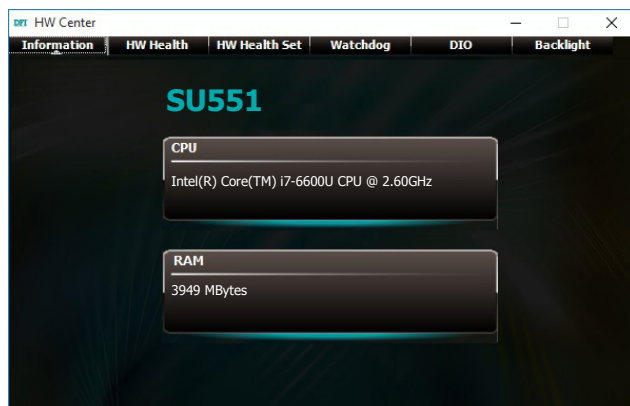 DFI HW Center
Information HW Health HW Health Set Watchdog DIO Backlight
SU551
CPU
Intel(R) Core(TM) i7-6600U CPU @ 2.60GHz
RAM
3949 MBytes